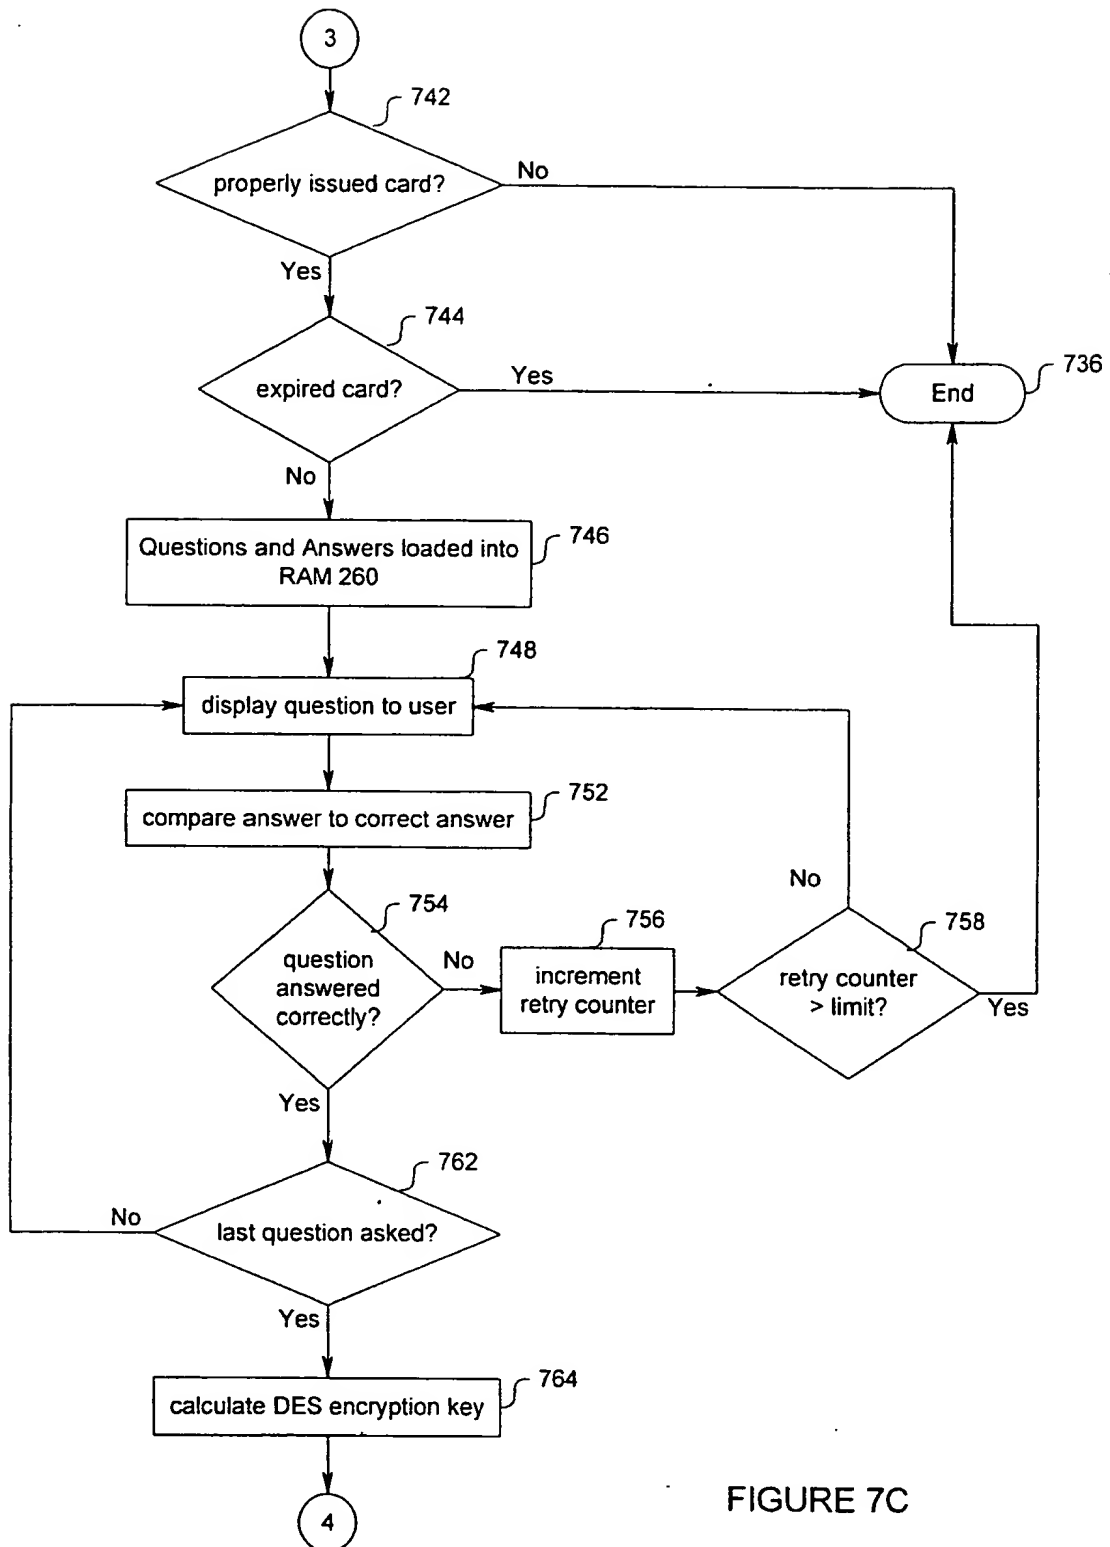 3
742
properly issued card?
No
Yes
744
expired card?
Yes
736
End
No
746
Questions and Answers loaded into
RAM 260
748
display question to user
752
compare answer to correct answer
754
question
answered
correctly?
No
756
increment
retry counter
No
758
retry counter
> limit?
Yes
Yes
762
last question asked?
No
Yes
764
calculate DES encryption key
4
FIGURE 7C